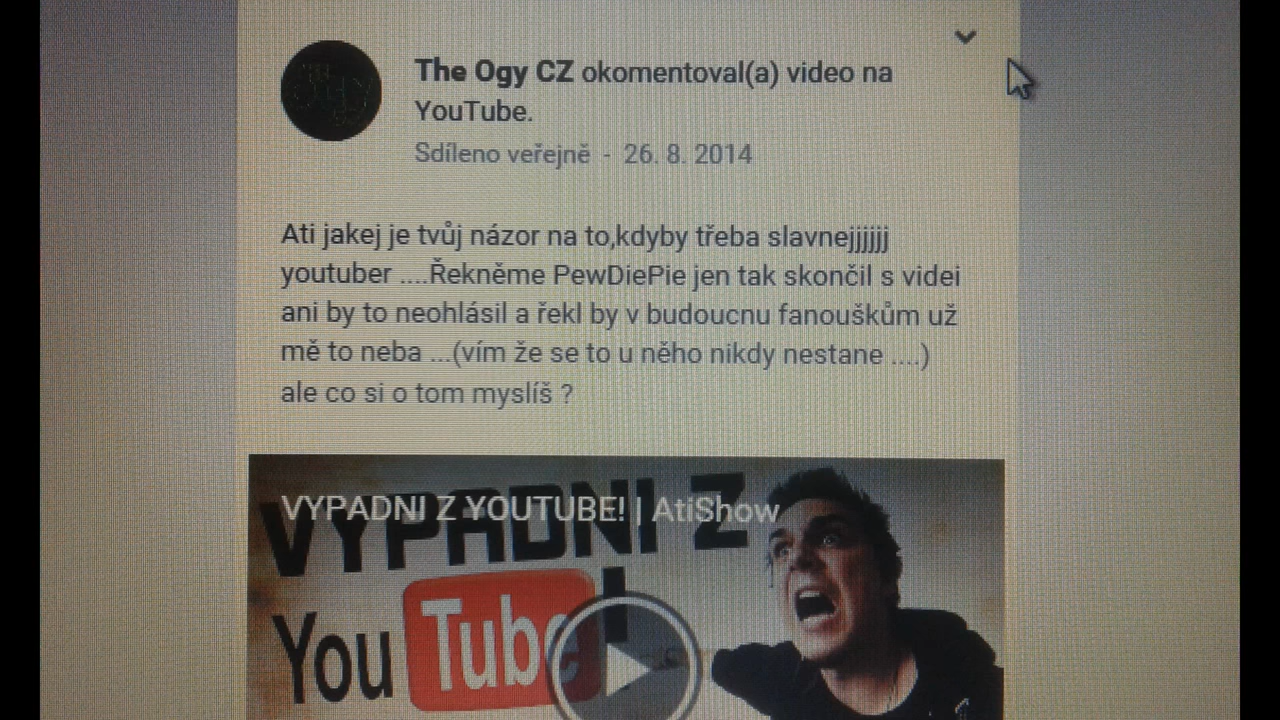 The Ogy CZ okomentoval(a) video na
YouTube.
Sdíleno veřejně - 26. 8. 2014
Ati jakej je tvůj názor na to,kdyby třeba slavnejjjjjj
youtuber ....Řekněme PewDiePie jen tak skončil s videi
ani by to neohlásil a řekl by v budoucnu fanouškům už
mě to neba ...(vím že se to u něho nikdy nestane ....)
ale co si o tom myslíš ?
VYPADNI Z YOUTUBE! | AtiShow
VYPADNI Z
YouTube!